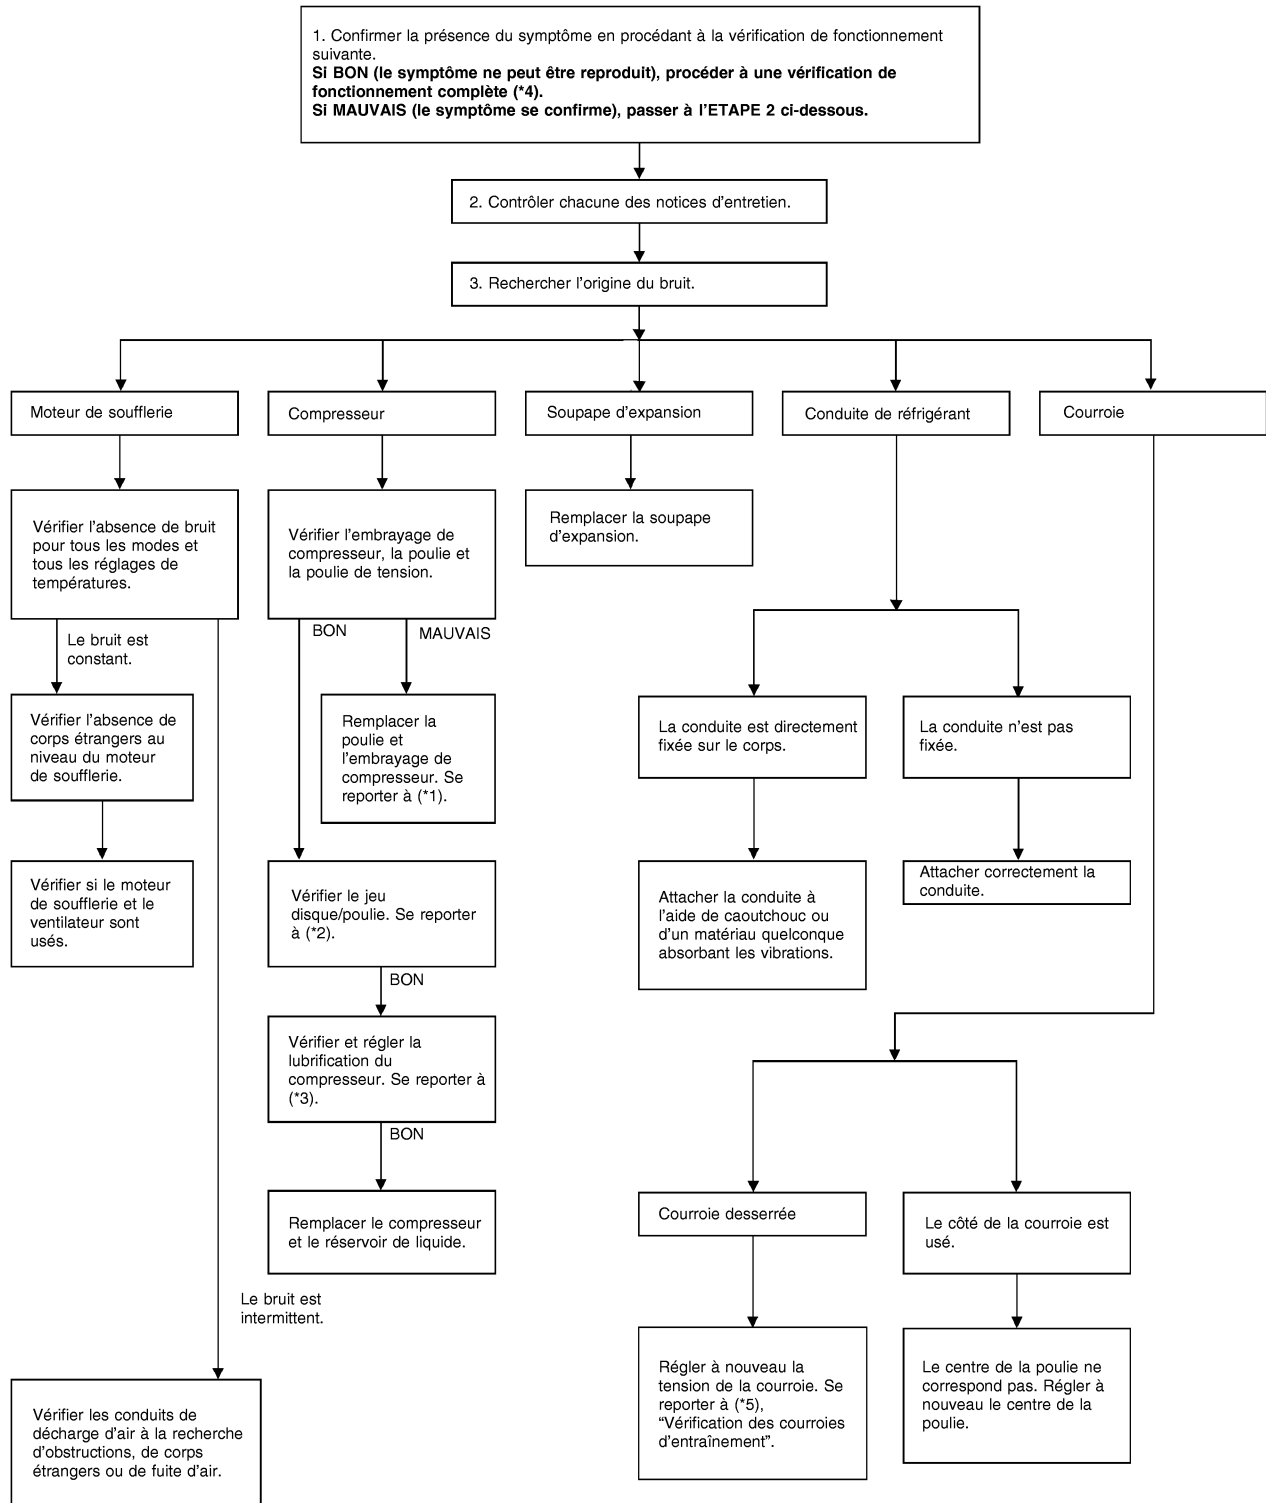 1. Confirmer la présence du symptôme en procédant à la vérification de fonctionnement
suivante.
Si BON (le symptôme ne peut être reproduit), procéder à une vérification de
fonctionnement complète (*4).
Si MAUVAIS (le symptôme se confirme), passer à l'ETAPE 2 ci-dessous.
2. Contrôler chacune des notices d'entretien.
3. Rechercher l'origine du bruit.
Moteur de soufflerie
Compresseur
Soupape d'expansion
Conduite de réfrigérant
Courroie
Vérifier l'absence de bruit
pour tous les modes et
tous les réglages de
températures.
Vérifier l'embrayage de
compresseur, la poulie et
la poulie de tension.
Remplacer la soupape
d'expansion.
Le bruit est
constant.
BON
MAUVAIS
Vérifier l'absence de
corps étrangers au
niveau du moteur
de soufflerie.
Remplacer la
poulie et
l'embrayage de
compresseur. Se
reporter à (*1).
La conduite est directement
fixée sur le corps.
La conduite n'est pas
fixée.
Vérifier si le moteur
de soufflerie et le
ventilateur sont
usés.
Vérifier le jeu
disque/poulie. Se reporter
à (*2).
Attacher la conduite à
l'aide de caoutchouc ou
d'un matériau quelconque
absorbant les vibrations.
Attacher correctement la
conduite.
BON
Vérifier et régler la
lubrification du
compresseur. Se reporter à
(*3).
BON
Remplacer le compresseur
et le réservoir de liquide.
Courroie desserrée
Le côté de la courroie est
usé.
Le bruit est
intermittent.
Régler à nouveau la
tension de la courroie. Se
reporter à (*5),
“Vérification des courroies
d'entraînement”.
Le centre de la poulie ne
correspond pas. Régler à
nouveau le centre de la
poulie.
Vérifier les conduits de
décharge d'air à la recherche
d'obstructions, de corps
étrangers ou de fuite d'air.